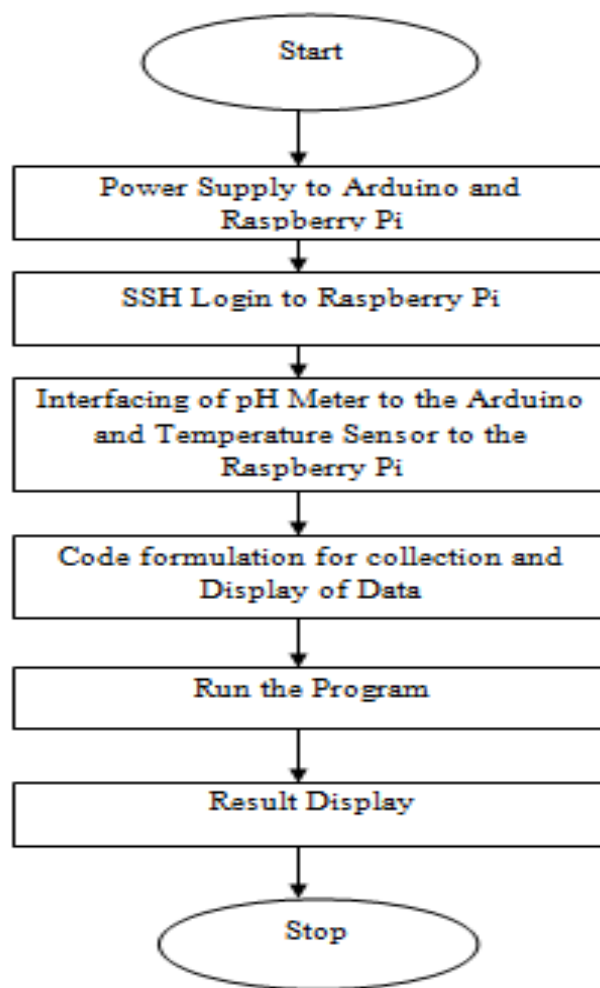 Start
Power Supply to Arduino and
Raspberry Pi
SSH Login to Raspberry Pi
Interfacing of pH Meter to the Arduino
and Temperature Sensor to the
Raspberry Pi
Code formulation for collection and
Display of Data
Run the Program
Result Display
Stop